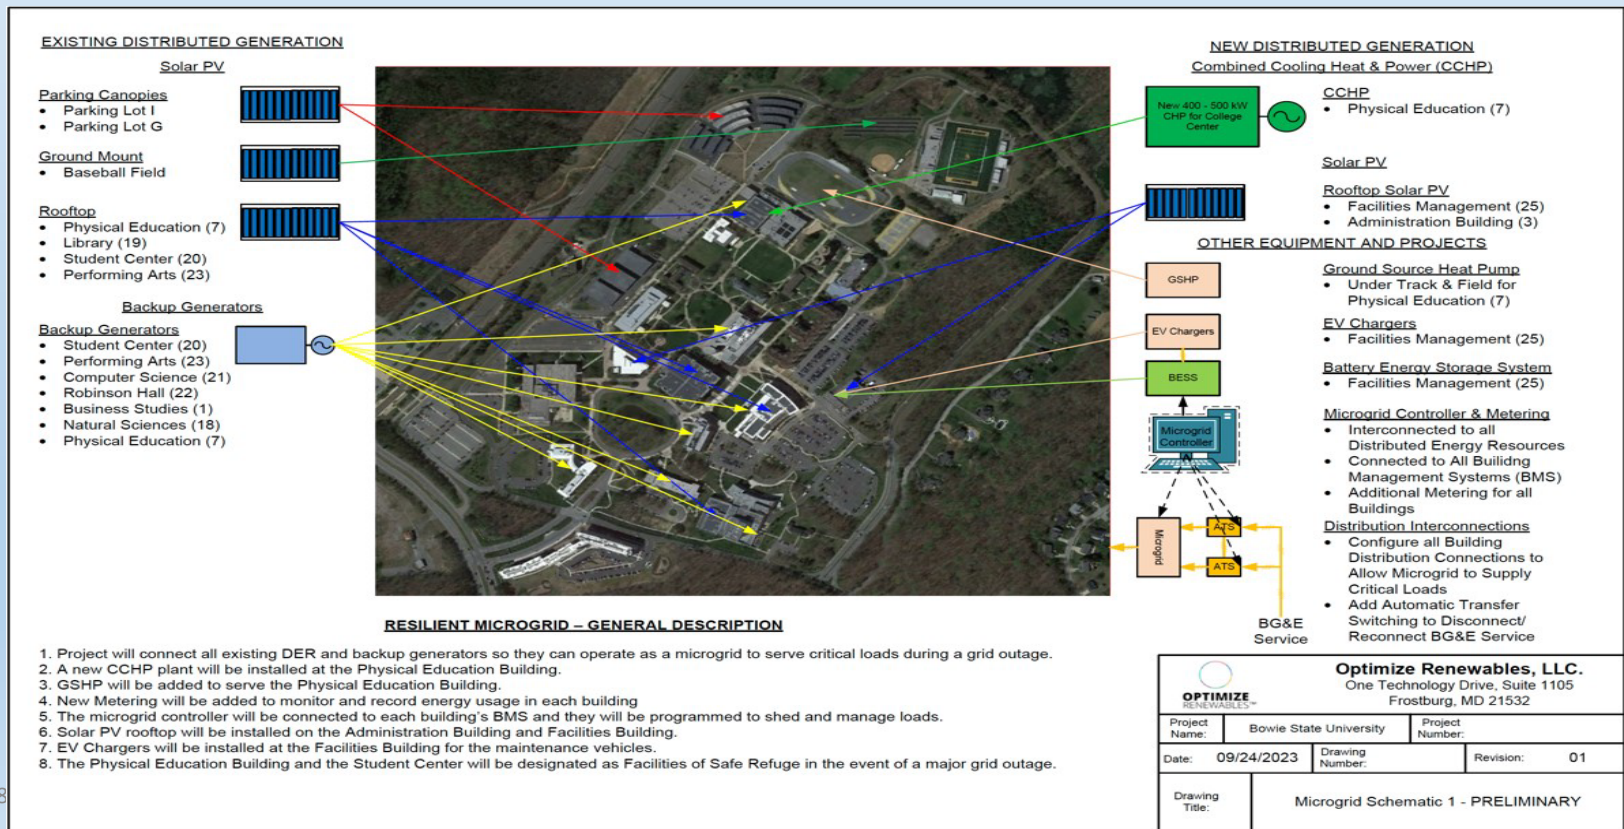 EXISTING DISTRIBUTED GENERATION
Solar PV
Parking Canopies
• Parking Lot I
• Parking Lot G
Ground Mount
• Baseball Field
Rooftop
• Physical Education (7)
• Library (19)
• Student Center (20)
• Performing Arts (23)
Backup Generators
Backup Generators
• Student Center (20)
• Performing Arts (23)
• Computer Science (21)
• Robinson Hall (22)
• Business Studies (1)
• Natural Sciences (18)
• Physical Education (7)
NEW DISTRIBUTED GENERATION
Combined Cooling Heat & Power (CCHP)
New 400 - 500 kW
CHP for College
Center
CCHP
• Physical Education (7)
Solar PV
Rooftop Solar PV
• Facilities Management (25)
• Administration Building (3)
OTHER EQUIPMENT AND PROJECTS
GSHP
Ground Source Heat Pump
• Under Track & Field for
Physical Education (7)
EV Chargers
EV Chargers
• Facilities Management (25)
BESS
Battery Energy Storage System
• Facilities Management (25)
Microgrid
Controller
Microgrid Controller & Metering
• Interconnected to all
Distributed Energy Resources
• Connected to All Building
Management Systems (BMS)
• Additional Metering for all
Buildings
Microgrid
ATS
ATS
BG&E
Service
Distribution Interconnections
• Configure all Building
Distribution Connections to
Allow Microgrid to Supply
Critical Loads
• Add Automatic Transfer
Switching to Disconnect/
Reconnect BG&E Service
RESILIENT MICROGRID – GENERAL DESCRIPTION
1. Project will connect all existing DER and backup generators so they can operate as a microgrid to serve critical loads during a grid outage.
2. A new CCHP plant will be installed at the Physical Education Building.
3. GSHP will be added to serve the Physical Education Building.
4. New Metering will be added to monitor and record energy usage in each building
5. The microgrid controller will be connected to each building's BMS and they will be programmed to shed and manage loads.
6. Solar PV rooftop will be installed on the Administration Building and Facilities Building.
7. EV Chargers will be installed at the Facilities Building for the maintenance vehicles.
8. The Physical Education Building and the Student Center will be designated as Facilities of Safe Refuge in the event of a major grid outage.
OPTIMIZE
RENEWABLES™
Optimize Renewables, LLC.
One Technology Drive, Suite 1105
Frostburg, MD 21532
Project
Name:
Bowie State University
Project
Number:
Date: 09/24/2023
Drawing
Number:
Revision: 01
Drawing
Title:
Microgrid Schematic 1 - PRELIMINARY